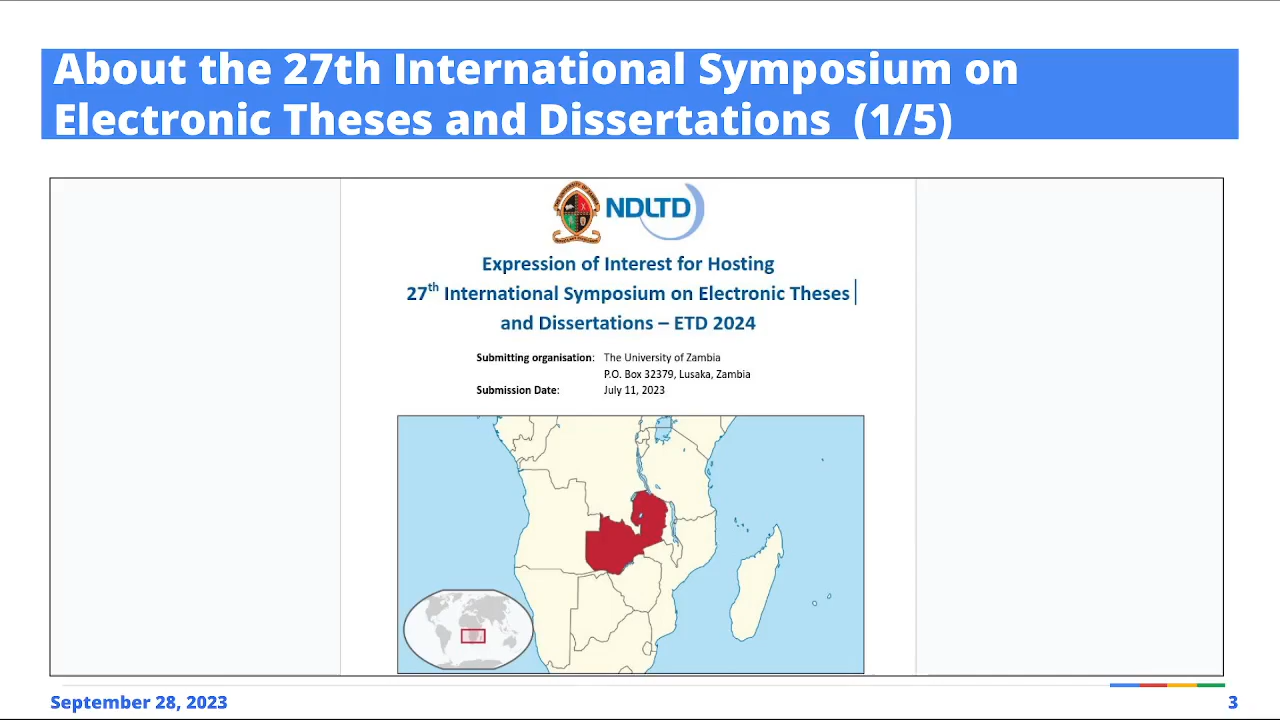 About the 27th International Symposium on
Electronic Theses and Dissertations (1/5)
NDLTD
Expression of Interest for Hosting
27th International Symposium on Electronic Theses
and Dissertations – ETD 2024
Submitting organisation: The University of Zambia
P.O. Box 32379, Lusaka, Zambia
Submission Date: July 11, 2023
September 28, 2023
3